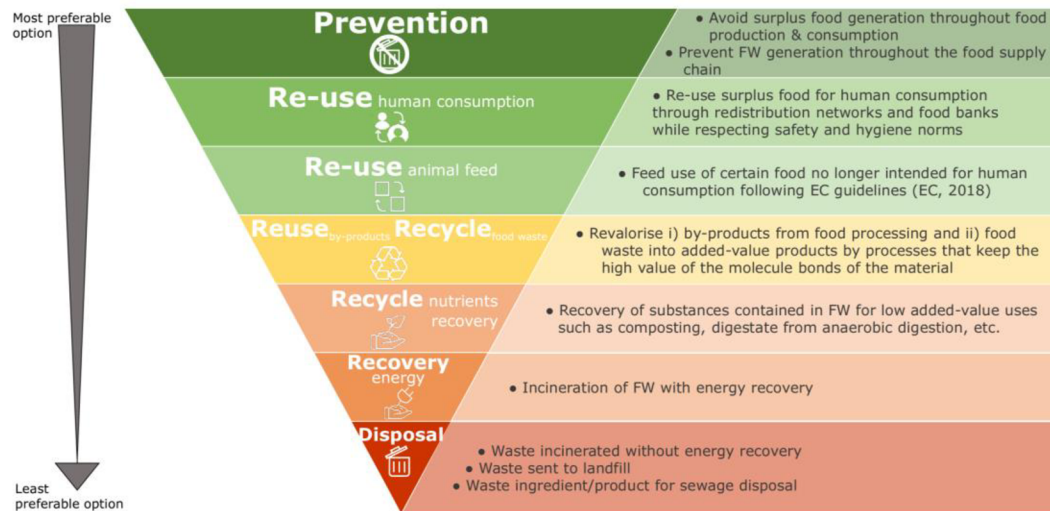 Most preferable
option
Prevention
● Avoid surplus food generation throughout food
production & consumption
● Prevent FW generation throughout the food supply
chain
Re-use human consumption
● Re-use surplus food for human consumption
through redistribution networks and food banks
while respecting safety and hygiene norms
Re-use animal feed
● Feed use of certain food no longer intended for human
consumption following EC guidelines (EC, 2018)
Reuse by-products Recycle food waste
● Revalorise i) by-products from food processing and ii) food
waste into added-value products by processes that keep the
high value of the molecule bonds of the material
Recycle nutrients
recovery
● Recovery of substances contained in FW for low added-value uses
such as composting, digestate from anaerobic digestion, etc.
Recovery
energy
● Incineration of FW with energy recovery
Disposal
● Waste incinerated without energy recovery
● Waste sent to landfill
● Waste ingredient/product for sewage disposal
Least
preferable option